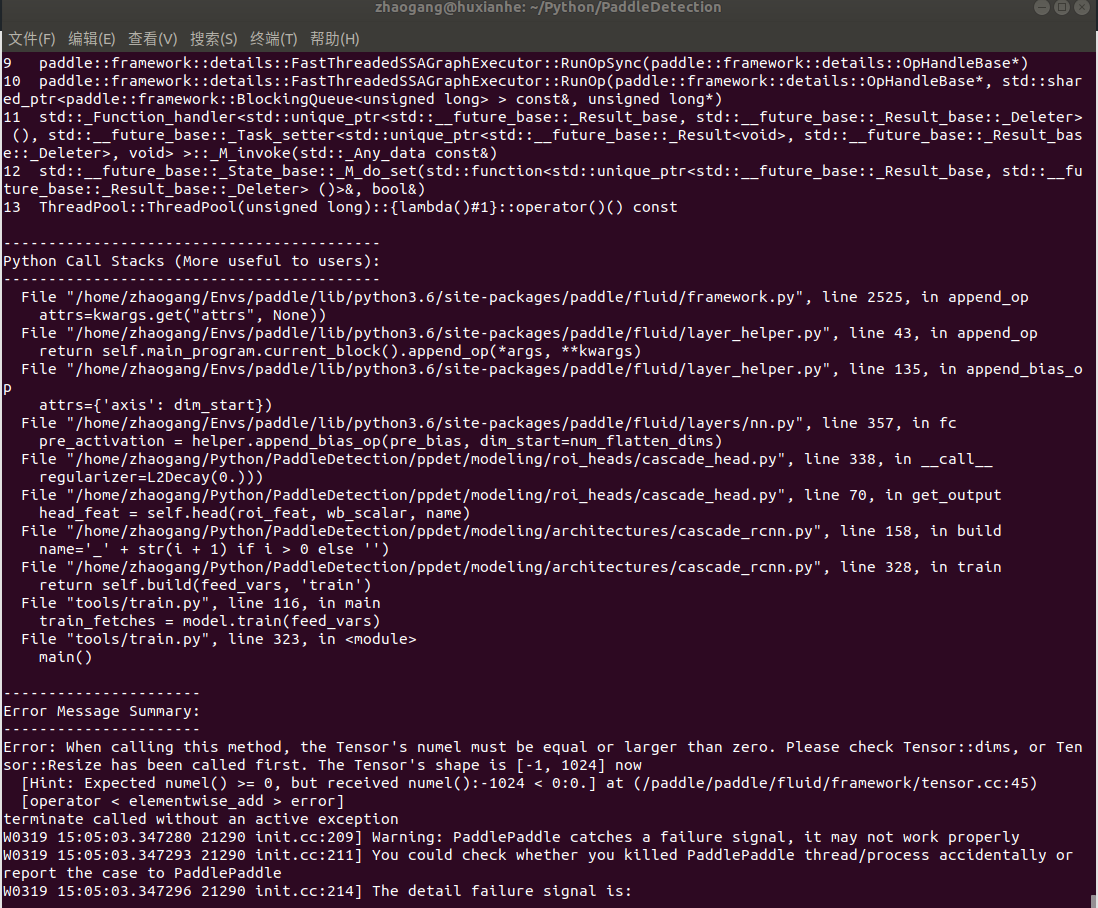 zhaogang@huxianhe: ~/Python/PaddleDetection
文件(F) 编辑(E) 查看(V) 搜索(S) 终端(T) 帮助(H)
9   paddle::framework::details::FastThreadedSSAGraphExecutor::RunOpSync(paddle::framework::details::OpHandleBase*)
10  paddle::framework::details::FastThreadedSSAGraphExecutor::RunOp(paddle::framework::details::OpHandleBase*, std::shar
ed_ptr<paddle::framework::BlockingQueue<unsigned long> > const&, unsigned long*)
11  std::_Function_handler<std::unique_ptr<std::__future_base::_Result_base, std::__future_base::_Result_base::_Deleter>
 (), std::__future_base::_Task_setter<std::unique_ptr<std::__future_base::_Result<void>, std::__future_base::_Result_bas
e::_Deleter>, void> >::_M_invoke(std::_Any_data const&)
12  std::__future_base::_State_base::_M_do_set(std::function<std::unique_ptr<std::__future_base::_Result_base, std::__fu
ture_base::_Result_base::_Deleter> ()>&, bool&)
13  ThreadPool::ThreadPool(unsigned long)::{lambda()#1}::operator()() const

------------------------------------------
Python Call Stacks (More useful to users):
------------------------------------------
  File "/home/zhaogang/Envs/paddle/lib/python3.6/site-packages/paddle/fluid/framework.py", line 2525, in append_op
    attrs=kwargs.get("attrs", None))
  File "/home/zhaogang/Envs/paddle/lib/python3.6/site-packages/paddle/fluid/layer_helper.py", line 43, in append_op
    return self.main_program.current_block().append_op(*args, **kwargs)
  File "/home/zhaogang/Envs/paddle/lib/python3.6/site-packages/paddle/fluid/layer_helper.py", line 135, in append_bias_o
p
    attrs={'axis': dim_start})
  File "/home/zhaogang/Envs/paddle/lib/python3.6/site-packages/paddle/fluid/layers/nn.py", line 357, in fc
    pre_activation = helper.append_bias_op(pre_bias, dim_start=num_flatten_dims)
  File "/home/zhaogang/Python/PaddleDetection/ppdet/modeling/roi_heads/cascade_head.py", line 338, in __call__
    regularizer=L2Decay(0.)))
  File "/home/zhaogang/Python/PaddleDetection/ppdet/modeling/roi_heads/cascade_head.py", line 70, in get_output
    head_feat = self.head(roi_feat, wb_scalar, name)
  File "/home/zhaogang/Python/PaddleDetection/ppdet/modeling/architectures/cascade_rcnn.py", line 158, in build
    name='_' + str(i + 1) if i > 0 else '')
  File "/home/zhaogang/Python/PaddleDetection/ppdet/modeling/architectures/cascade_rcnn.py", line 328, in train
    return self.build(feed_vars, 'train')
  File "tools/train.py", line 116, in main
    train_fetches = model.train(feed_vars)
  File "tools/train.py", line 323, in <module>
    main()

----------------------
Error Message Summary:
----------------------
Error: When calling this method, the Tensor's numel must be equal or larger than zero. Please check Tensor::dims, or Ten
sor::Resize has been called first. The Tensor's shape is [-1, 1024] now
  [Hint: Expected numel() >= 0, but received numel():-1024 < 0:0.] at (/paddle/paddle/fluid/framework/tensor.cc:45)
  [operator < elementwise_add > error]
terminate called without an active exception
W0319 15:05:03.347280 21290 init.cc:209] Warning: PaddlePaddle catches a failure signal, it may not work properly
W0319 15:05:03.347293 21290 init.cc:211] You could check whether you killed PaddlePaddle thread/process accidentally or
report the case to PaddlePaddle
W0319 15:05:03.347296 21290 init.cc:214] The detail failure signal is: